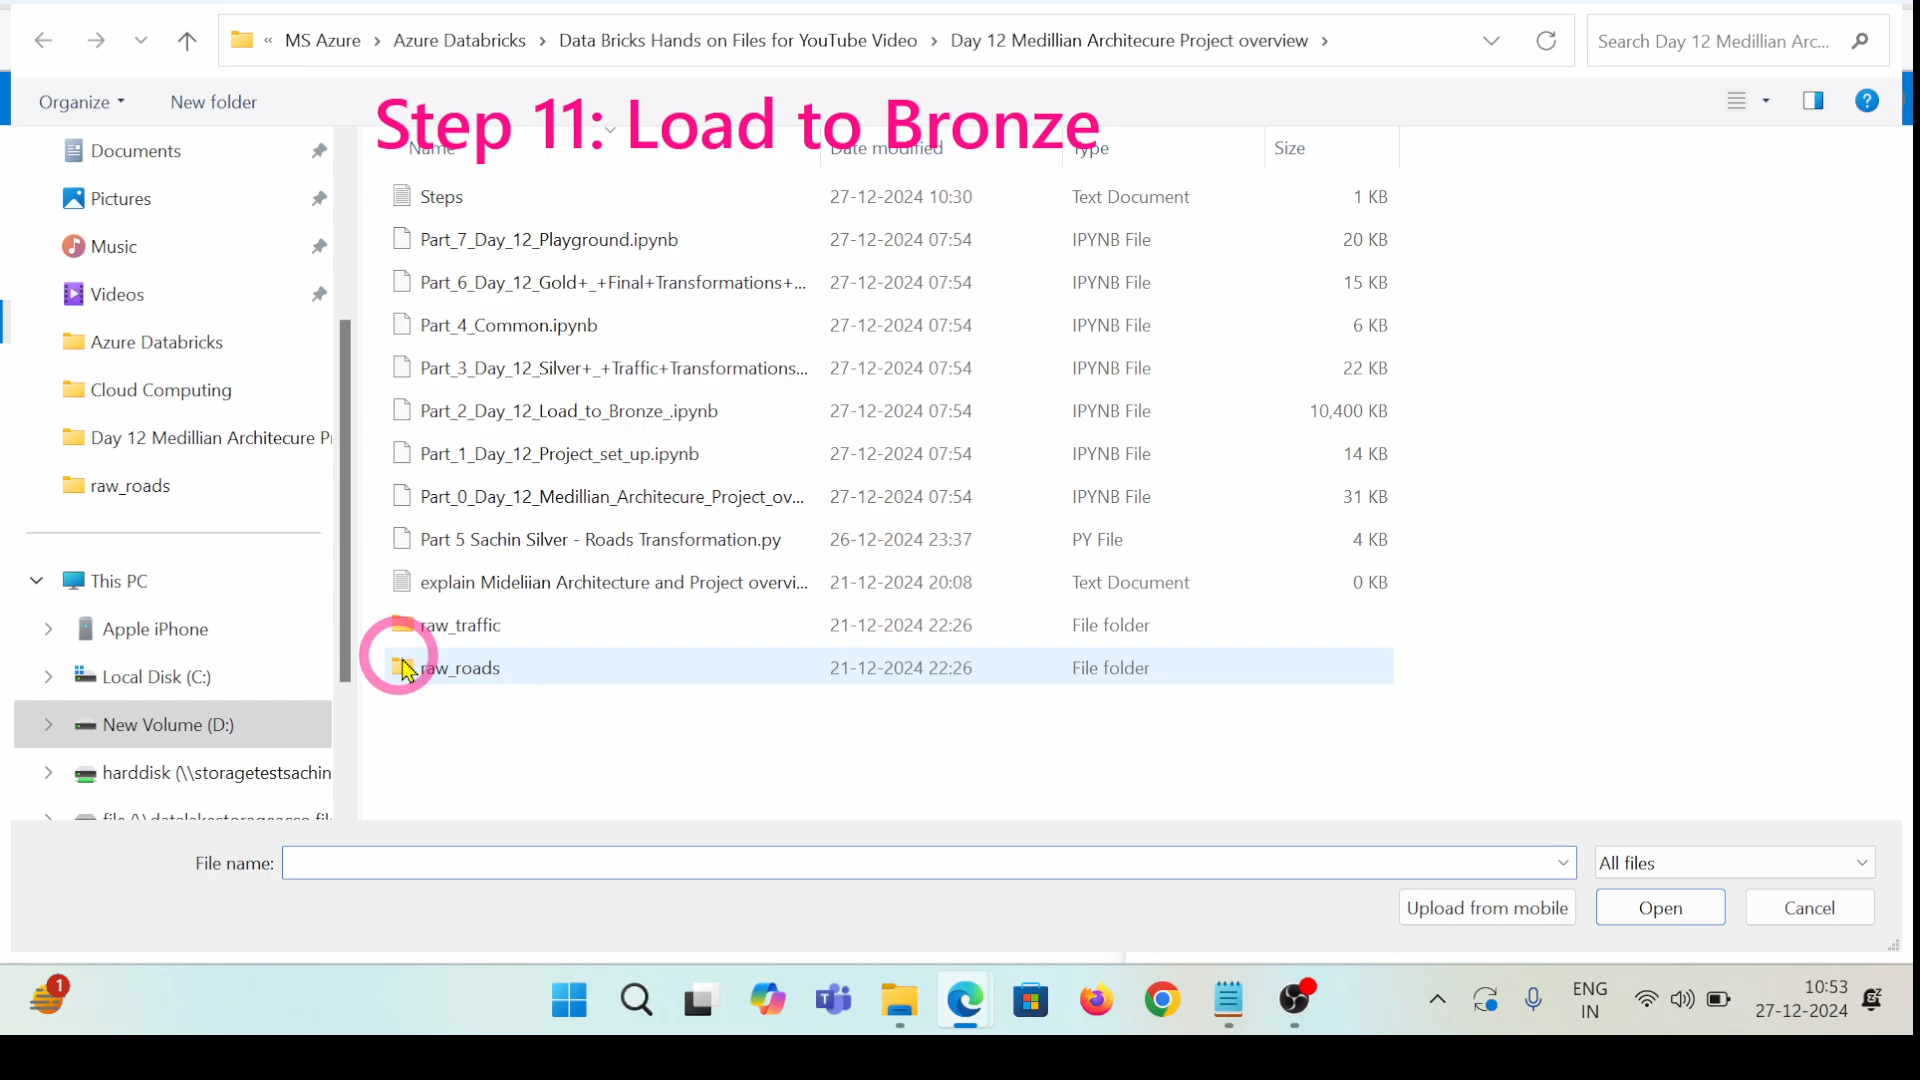 « MS Azure > Azure Databricks > Data Bricks Hands on Files for YouTube Video > Day 12 Medillian Architecure Project overview >
Search Day 12 Medillian Arc...
Organize
New folder
Step 11: Load to Bronze
Name
Date modified
Type
Size
Documents
Pictures
Music
Videos
Azure Databricks
Cloud Computing
Day 12 Medillian Architecure Pr
raw_roads
This PC
Apple iPhone
Local Disk (C:)
New Volume (D:)
harddisk (\\storagetestsachin
Steps 27-12-2024 10:30 Text Document 1 KB
Part_7_Day_12_Playground.ipynb 27-12-2024 07:54 IPYNB File 20 KB
Part_6_Day_12_Gold+_+Final+Transformations+... 27-12-2024 07:54 IPYNB File 15 KB
Part_4_Common.ipynb 27-12-2024 07:54 IPYNB File 6 KB
Part_3_Day_12_Silver+_+Traffic+Transformations... 27-12-2024 07:54 IPYNB File 22 KB
Part_2_Day_12_Load_to_Bronze_.ipynb 27-12-2024 07:54 IPYNB File 10,400 KB
Part_1_Day_12_Project_set_up.ipynb 27-12-2024 07:54 IPYNB File 14 KB
Part_0_Day_12_Medillian_Architecure_Project_ov... 27-12-2024 07:54 IPYNB File 31 KB
Part 5 Sachin Silver - Roads Transformation.py 26-12-2024 23:37 PY File 4 KB
explain Mideliian Architecture and Project overvi... 21-12-2024 20:08 Text Document 0 KB
raw_traffic 21-12-2024 22:26 File folder
raw_roads 21-12-2024 22:26 File folder
File name:
All files
Upload from mobile
Open
Cancel
1
ENG
IN
10:53
27-12-2024